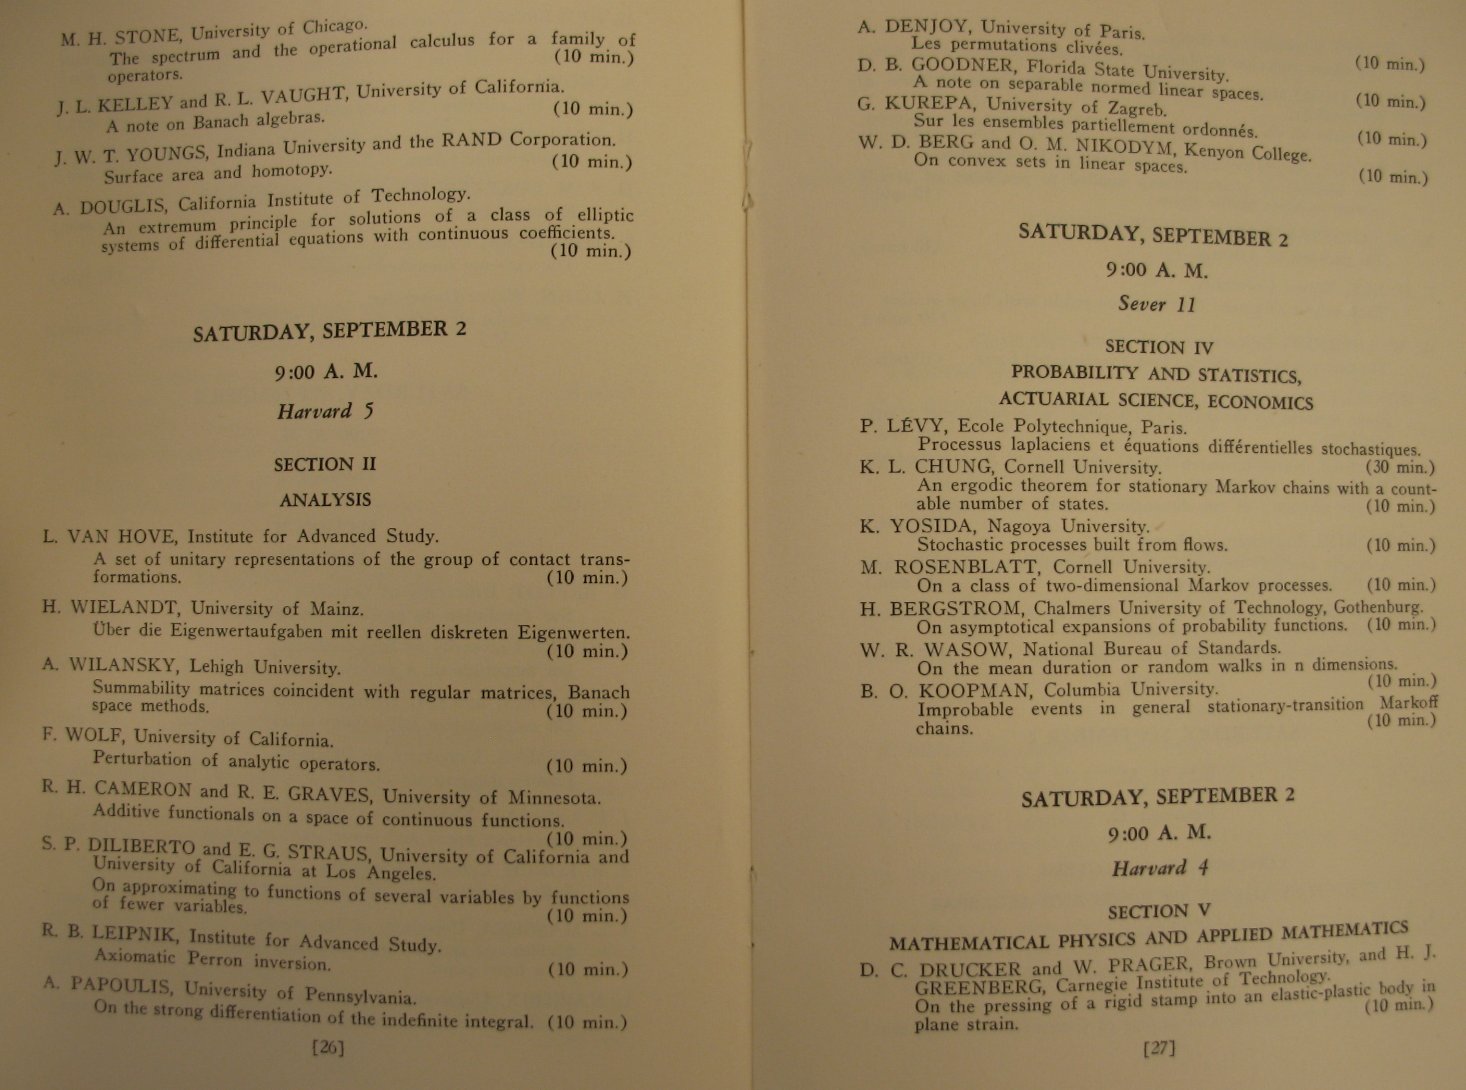 M. H. STONE, University of Chicago.
The spectrum and the operational calculus for a family of
operators. (10 min.)
J. L. KELLEY and R. L. VAUGHT, University of California.
A note on Banach algebras. (10 min.)
J. W. T. YOUNGS, Indiana University and the RAND Corporation.
Surface area and homotopy. (10 min.)
A. DOUGLIS, California Institute of Technology.
An extremum principle for solutions of a class of elliptic
systems of differential equations with continuous coefficients.
(10 min.)
SATURDAY, SEPTEMBER 2
9:00 A. M.
Harvard 5
SECTION II
ANALYSIS
L. VAN HOVE, Institute for Advanced Study.
A set of unitary representations of the group of contact trans-
formations. (10 min.)
H. WIELANDT, University of Mainz.
Über die Eigenwertaufgaben mit reellen diskreten Eigenwerten.
(10 min.)
A. WILANSKY, Lehigh University.
Summability matrices coincident with regular matrices, Banach
space methods. (10 min.)
F. WOLF, University of California.
Perturbation of analytic operators. (10 min.)
R. H. CAMERON and R. E. GRAVES, University of Minnesota.
Additive functionals on a space of continuous functions.
(10 min.)
S. P. DILIBERTO and E. G. STRAUS, University of California and
University of California at Los Angeles.
On approximating to functions of several variables by functions
of fewer variables. (10 min.)
R. B. LEIPNIK, Institute for Advanced Study.
Axiomatic Perron inversion. (10 min.)
A. PAPOULIS, University of Pennsylvania.
On the strong differentiation of the indefinite integral. (10 min.)
[26]
A. DENJOY, University of Paris.
Les permutations clivées. (10 min.)
D. B. GOODNER, Florida State University.
A note on separable normed linear spaces. (10 min.)
G. KUREPA, University of Zagreb.
Sur les ensembles partiellement ordonnés. (10 min.)
W. D. BERG and O. M. NIKODYM, Kenyon College.
On convex sets in linear spaces. (10 min.)
SATURDAY, SEPTEMBER 2
9:00 A. M.
Sever 11
SECTION IV
PROBABILITY AND STATISTICS,
ACTUARIAL SCIENCE, ECONOMICS
P. LÉVY, Ecole Polytechnique, Paris.
Processus laplaciens et équations différentielles stochastiques.
(30 min.)
K. L. CHUNG, Cornell University.
An ergodic theorem for stationary Markov chains with a count-
able number of states. (10 min.)
K. YOSIDA, Nagoya University.
Stochastic processes built from flows. (10 min.)
M. ROSENBLATT, Cornell University.
On a class of two-dimensional Markov processes. (10 min.)
H. BERGSTROM, Chalmers University of Technology, Gothenburg.
On asymptotical expansions of probability functions. (10 min.)
W. R. WASOW, National Bureau of Standards.
On the mean duration or random walks in n dimensions.
(10 min.)
B. O. KOOPMAN, Columbia University.
Improbable events in general stationary-transition Markoff
chains. (10 min.)
SATURDAY, SEPTEMBER 2
9:00 A. M.
Harvard 4
SECTION V
MATHEMATICAL PHYSICS AND APPLIED MATHEMATICS
D. C. DRUCKER and W. PRAGER, Brown University, and H. J.
GREENBERG, Carnegie Institute of Technology.
On the pressing of a rigid stamp into an elastic-plastic body in
plane strain. (10 min.)
[27]